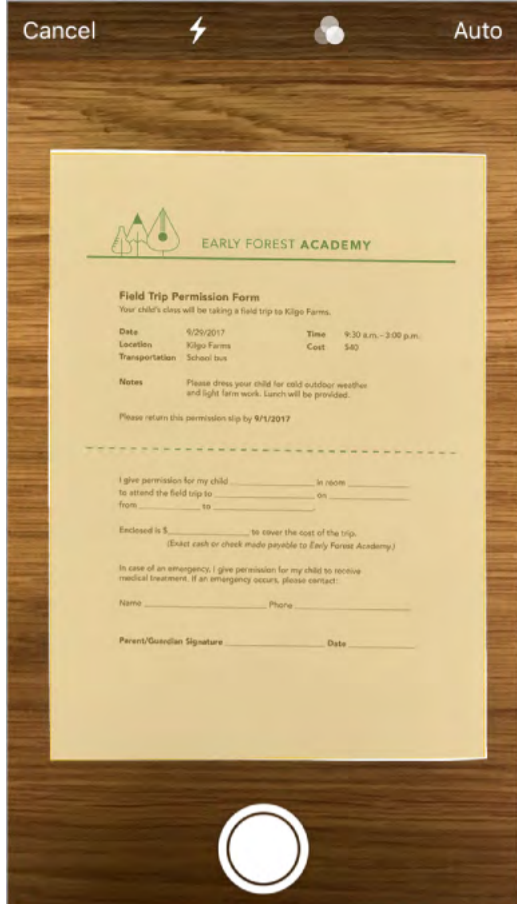 Cancel
Auto
EARLY FOREST ACADEMY
Field Trip Permission Form
Your child's class will be taking a field trip to Kilgo Farms.
Date 9/29/2017 Time 9:30 a.m. – 3:00 p.m.
Location Kilgo Farms Cost $40
Transportation School bus
Notes Please dress your child for cold outdoor weather
and light farm work. Lunch will be provided.
Please return this permission slip by 9/1/2017
I give permission for my child in room
to attend the field trip to on
from to .
Enclosed is $ to cover the cost of the trip.
(Exact cash or check made payable to Early Forest Academy.)
In case of an emergency, I give permission for my child to receive
medical treatment. If an emergency occurs, please contact:
Name Phone
Parent/Guardian Signature Date